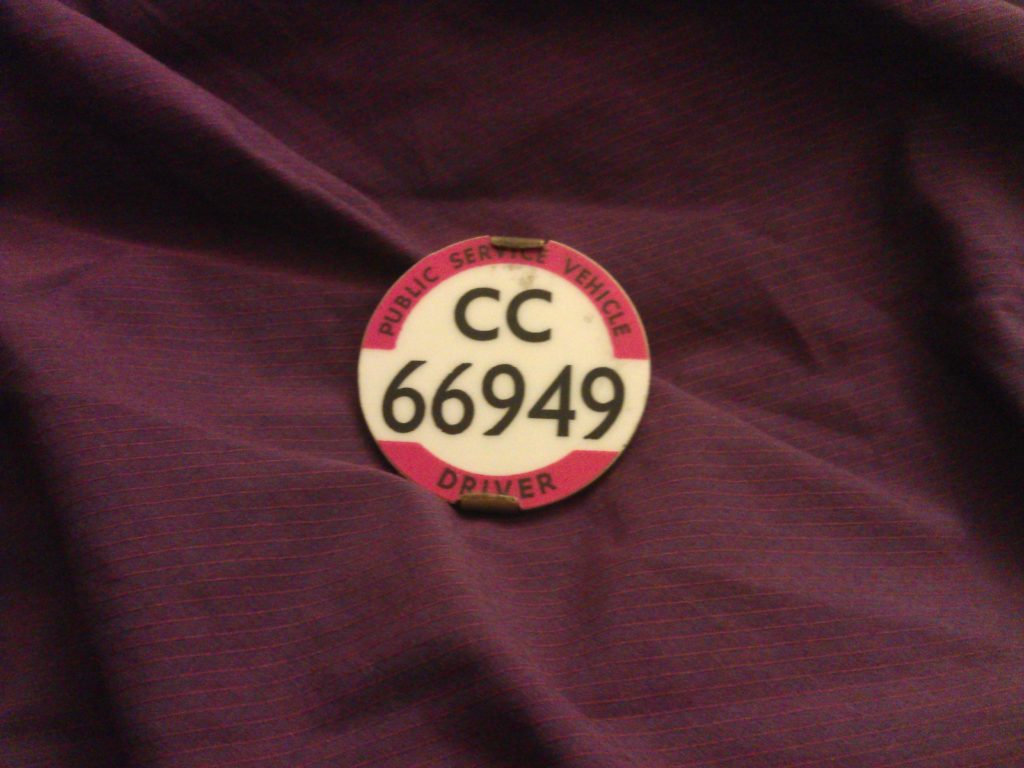 PUBLIC SERVICE VEHICLE
CC
66949
DRIVER